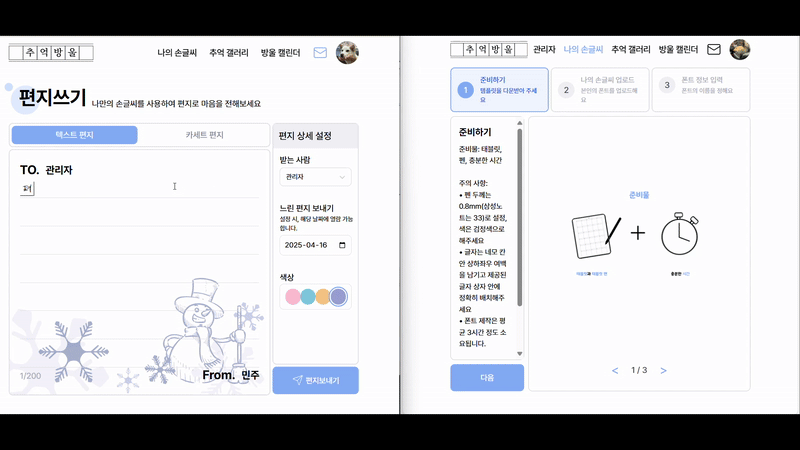 추억방울
나의 손글씨 추억 갤러리 방울 캘린더
편지쓰기 나만의 손글씨를 사용하여 편지로 마음을 전해보세요
텍스트 편지 카세트 편지
TO. 관리자
펴
1/200
From. 민주
편지 상세 설정
받는 사람
관리자
느린 편지 보내기
설정 시, 해당 날짜에 열람 가능
합니다.
2025-04-16
색상
편지보내기
추억방울
관리자 나의 손글씨 추억 갤러리 방울 캘린더
1 준비하기
템플릿을 다운받아 주세
요
2 나의 손글씨 업로드
본인의 폰트를 업로드해
요
3 폰트 정보 입력
폰트의 이름을 정해요
준비하기
준비물: 태블릿,
펜, 충분한 시간
주의 사항:
• 펜 두께는
0.8mm(삼성노
트는 33)로 설정,
색은 검정색으로
해주세요
• 글자는 네모 칸
안 상하좌우 여백
을 남기고 제공된
글자 상자 안에
정확히 배치해주
세요
• 폰트 제작은 평
균 3시간 정도 소
요됩니다.
다음
준비물
+
태블릿과 태블릿 펜
충분한 시간
< 1 / 3 >